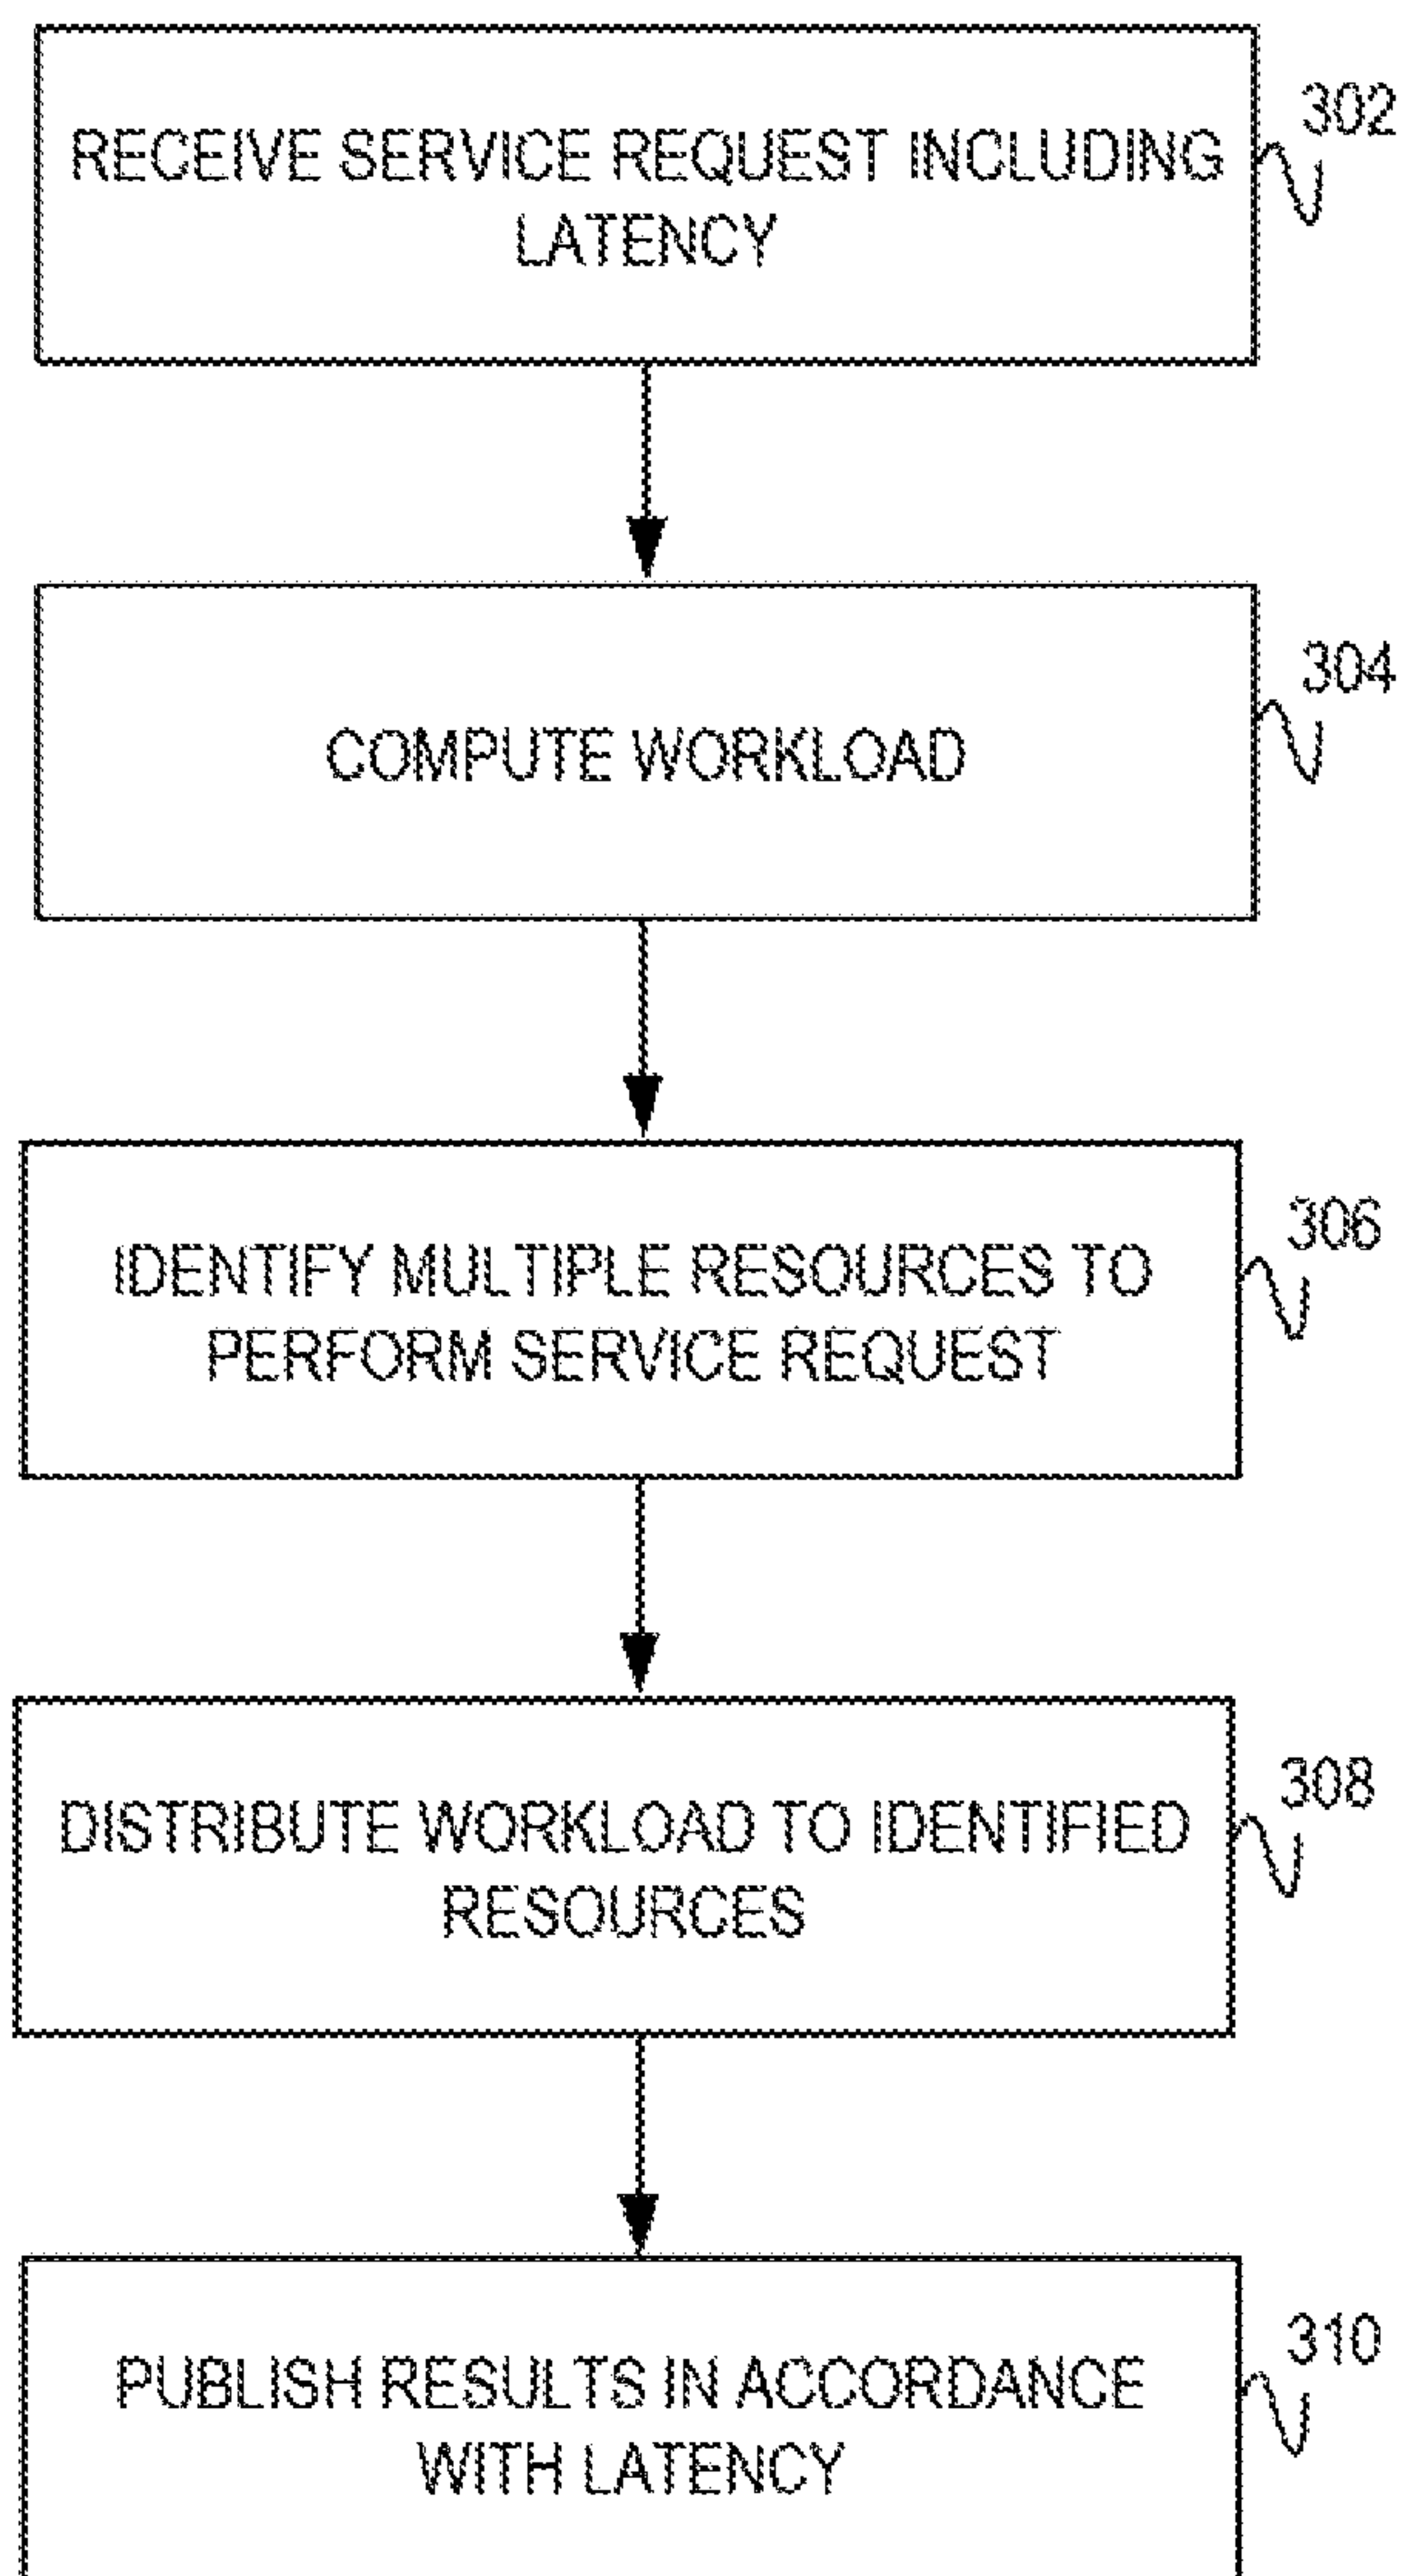 302
RECEIVE SERVICE REQUEST INCLUDING
LATENCY
304
COMPUTE WORKLOAD
306
IDENTIFY MULTIPLE RESOURCES TO
PERFORM SERVICE REQUEST
308
DISTRIBUTE WORKLOAD TO IDENTIFIED
RESOURCES
310
PUBLISH RESULTS IN ACCORDANCE
WITH LATENCY